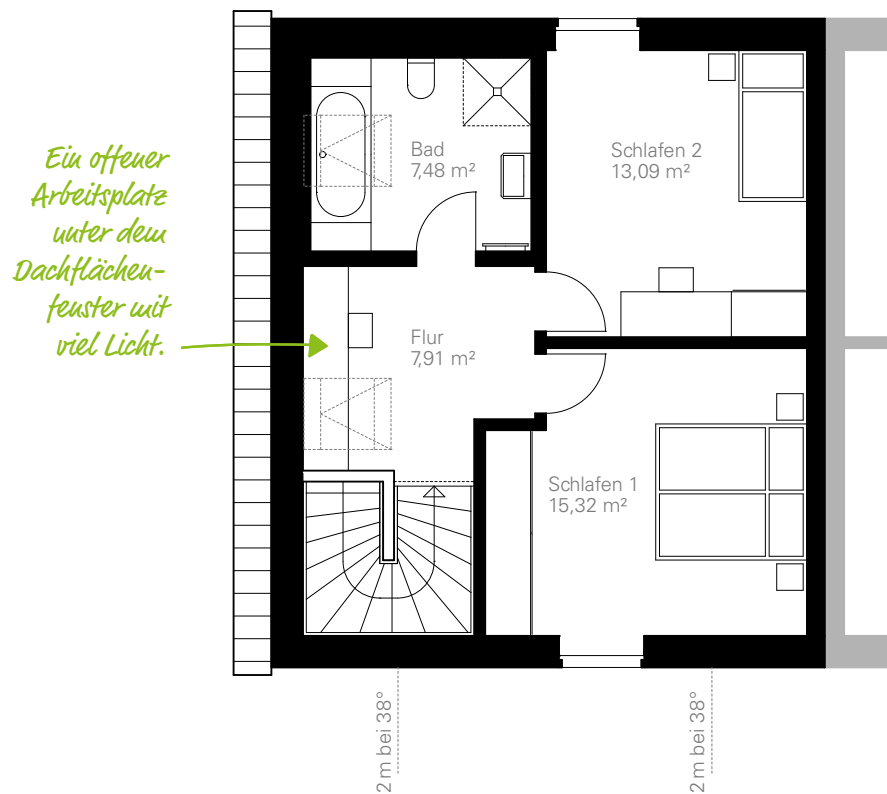 Ein offener
Arbeitsplatz
unter dem
Dachflächen-
fenster mit
viel Licht.
Bad
7,48 m²
Schlafen 2
13,09 m²
Flur
7,91 m²
Schlafen 1
15,32 m²
2 m bei 38°
2 m bei 38°